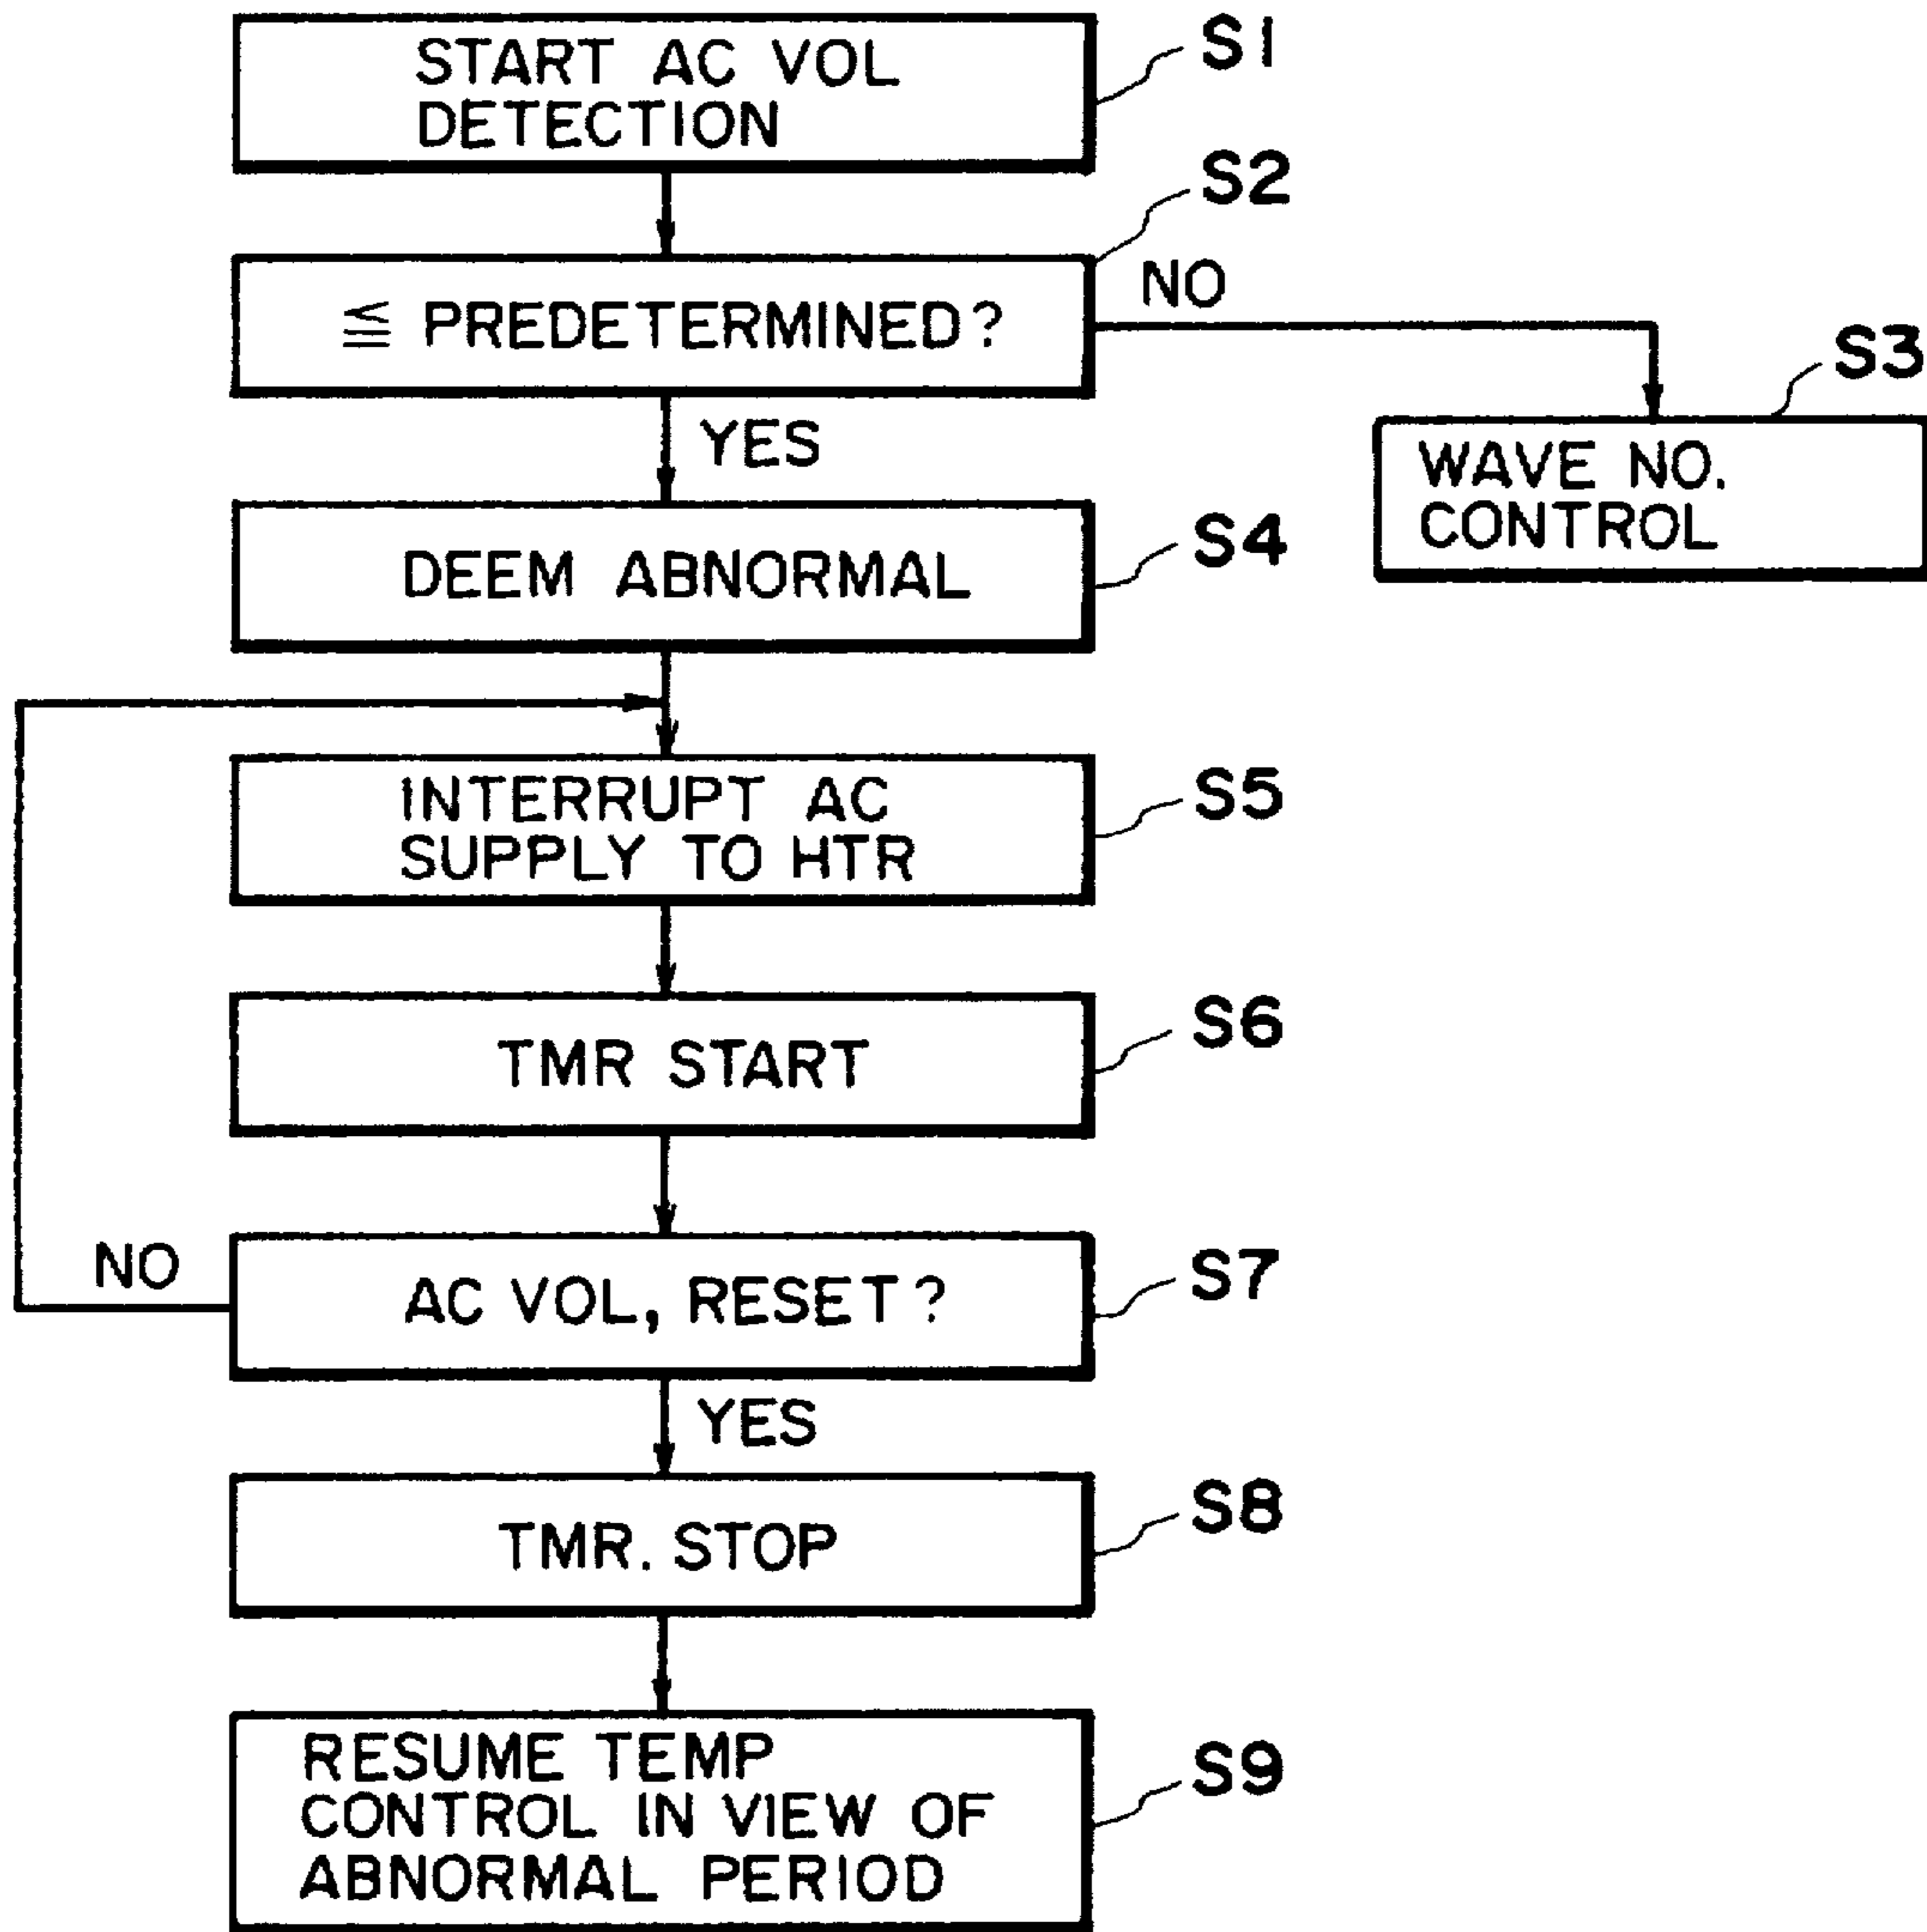 START AC VOL
DETECTION
S1
S2
≦ PREDETERMINED?
NO
S3
WAVE NO.
CONTROL
YES
DEEM ABNORMAL
S4
INTERRUPT AC
SUPPLY TO HTR
S5
TMR START
S6
NO
AC VOL, RESET?
S7
YES
TMR. STOP
S8
RESUME TEMP
CONTROL IN VIEW OF
ABNORMAL PERIOD
S9